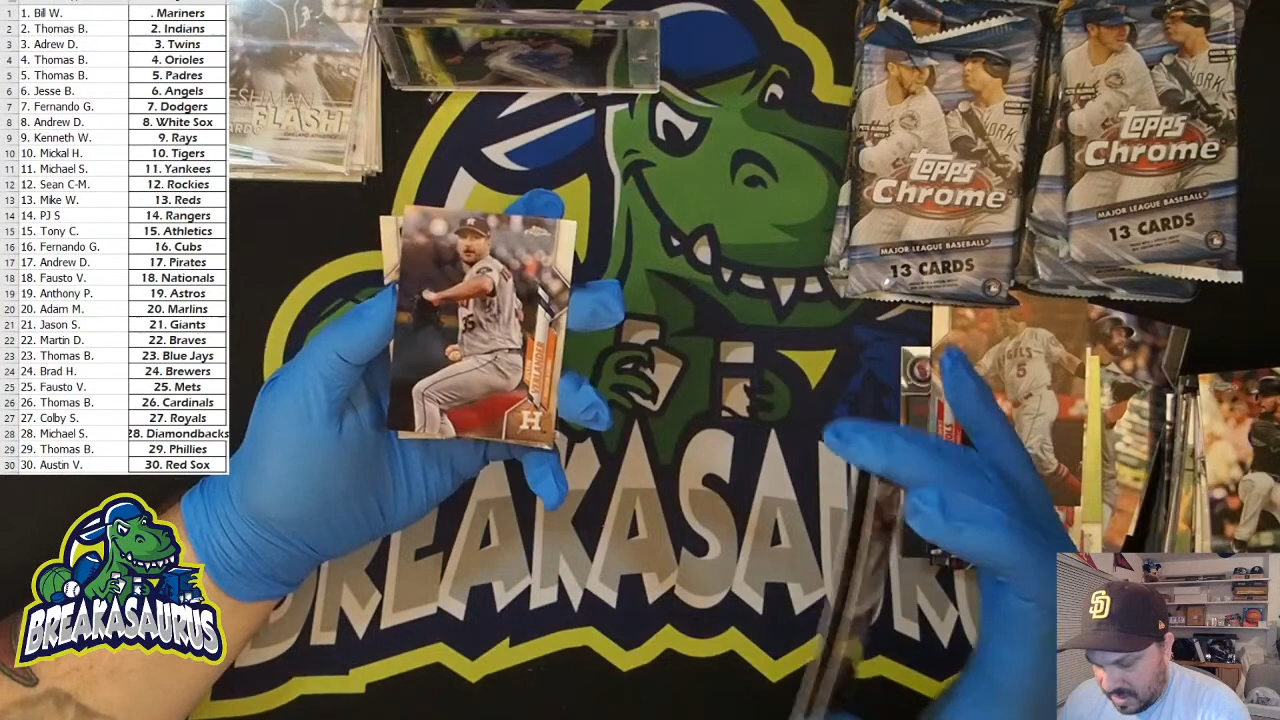 1 1. Bill W. . Mariners
2 2. Thomas B. 2. Indians
3 3. Adrew D. 3. Twins
4 4. Thomas B. 4. Orioles
5 5. Thomas B. 5. Padres
6 6. Jesse B. 6. Angels
7 7. Fernando G. 7. Dodgers
8 8. Andrew D. 8. White Sox
9 9. Kenneth W. 9. Rays
10 10. Mickal H. 10. Tigers
11 11. Michael S. 11. Yankees
12 12. Sean C-M. 12. Rockies
13 13. Mike W. 13. Reds
14 14. PJ S 14. Rangers
15 15. Tony C. 15. Athletics
16 16. Fernando G. 16. Cubs
17 17. Andrew D. 17. Pirates
18 18. Fausto V. 18. Nationals
19 19. Anthony P. 19. Astros
20 20. Adam M. 20. Marlins
21 21. Jason S. 21. Giants
22 22. Martin D. 22. Braves
23 23. Thomas B. 23. Blue Jays
24 24. Brad H. 24. Brewers
25 25. Fausto V. 25. Mets
26 26. Thomas B. 26. Cardinals
27 27. Colby S. 27. Royals
28 28. Michael S. 28. Diamondbacks
29 29. Thomas B. 29. Phillies
30 30. Austin V. 30. Red Sox
FLASH
Topps
Chrome
MAJOR LEAGUE BASEBALL
13 CARDS
Topps
Chrome
MAJOR LEAGUE BASEBALL
13 CARDS
35
VERLANDER
H
ANGELS
5
BREAKASAUR
BREAKASAURUS
SD